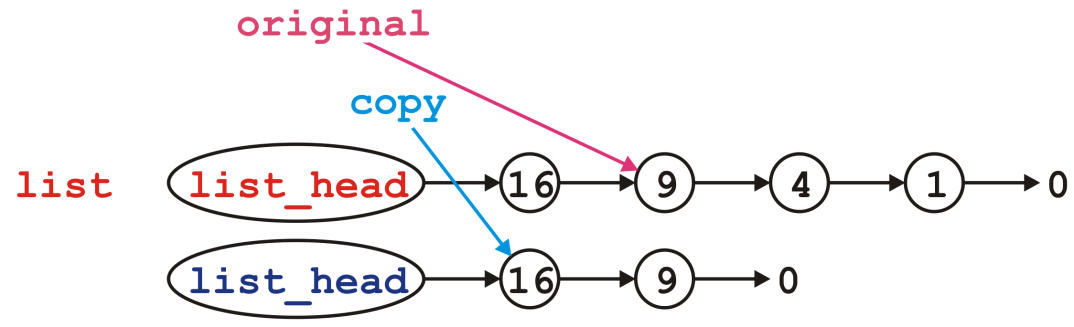 original
copy
list list_head 16 9 4 1 0
list_head 16 9 0